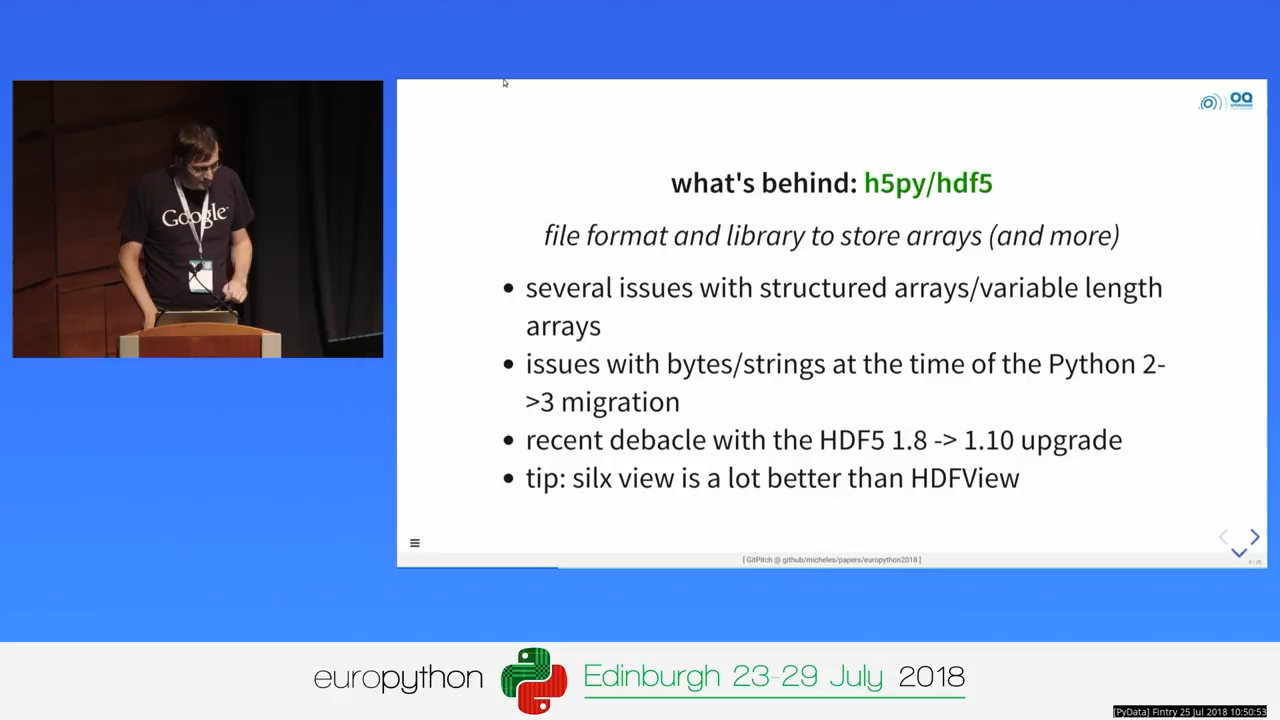 Google
OQ
what's behind: h5py/hdf5
file format and library to store arrays (and more)
• several issues with structured arrays/variable length
arrays
• issues with bytes/strings at the time of the Python 2-
>3 migration
• recent debacle with the HDF5 1.8 -> 1.10 upgrade
• tip: silx view is a lot better than HDFView
[ GitPitch @ github/micheles/papers/europython2018 ]
europython
Edinburgh 23-29 July 2018
[PyData] Fintry 25 Jul 2018 10:50:53